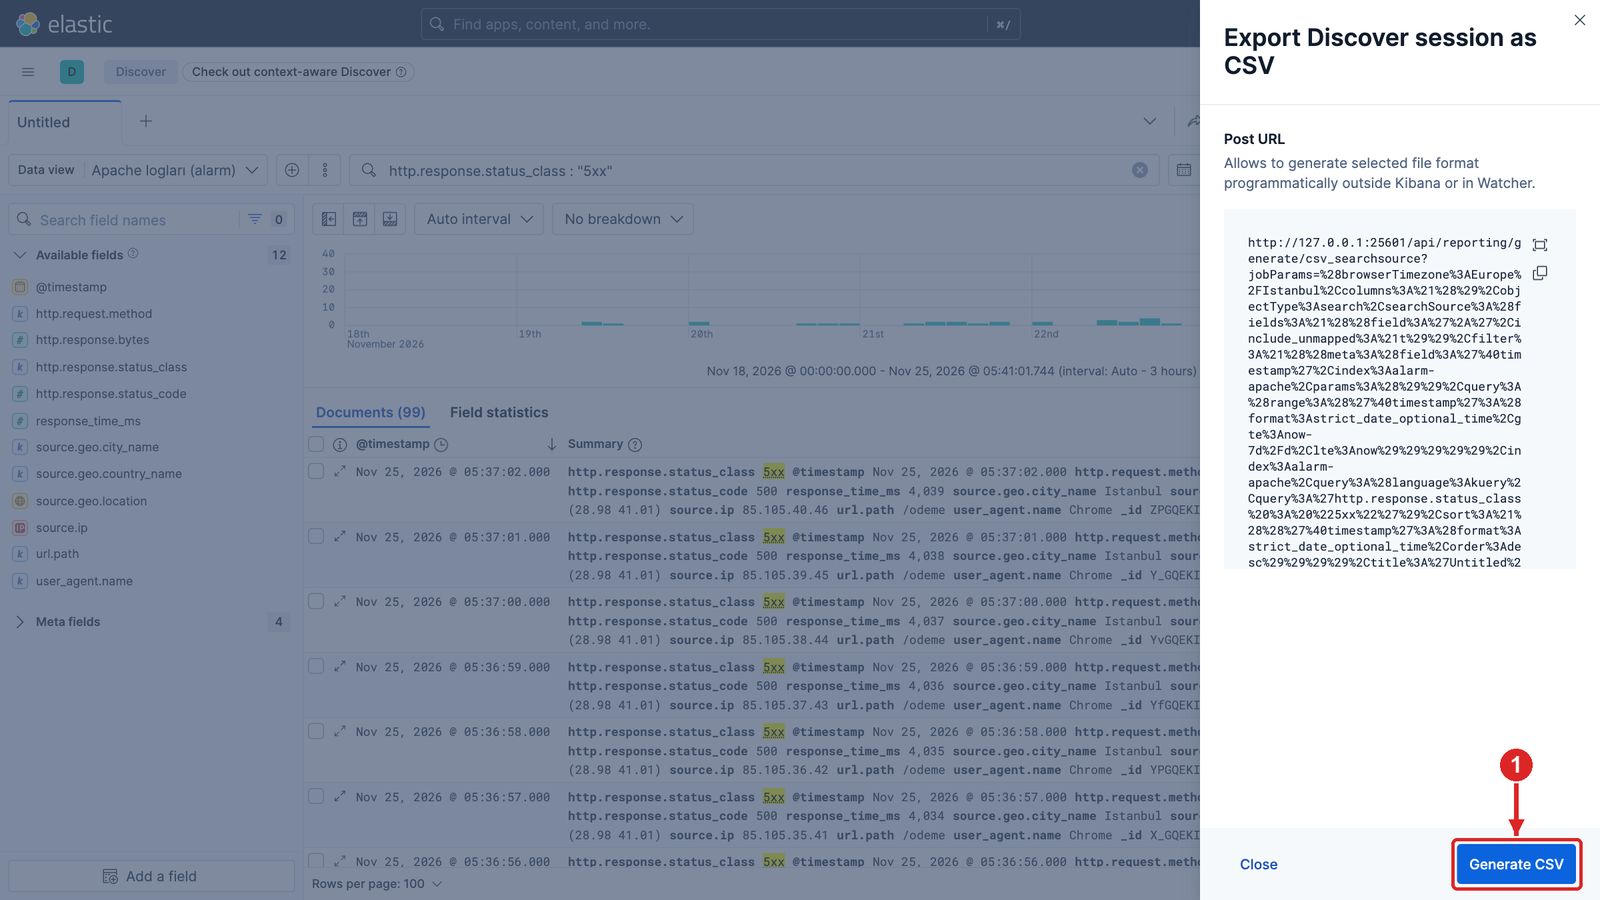 elastic
Find apps, content, and more.
⌘/
D
Discover
Check out context-aware Discover
Untitled
Data view
Apache logları (alarm)
http.response.status_class : "5xx"
Search field names
0
Available fields
12
@timestamp
http.request.method
http.response.bytes
http.response.status_class
http.response.status_code
response_time_ms
source.geo.city_name
source.geo.country_name
source.geo.location
source.ip
url.path
user_agent.name
Meta fields
4
Add a field
Auto interval
No breakdown
40
30
20
10
0
18th
November 2026
19th
20th
21st
22nd
Nov 18, 2026 @ 00:00:00.000 - Nov 25, 2026 @ 05:41:01.744 (interval: Auto - 3 hours)
Documents (99)
Field statistics
@timestamp
Summary
Nov 25, 2026 @ 05:37:02.000
http.response.status_class 5xx @timestamp Nov 25, 2026 @ 05:37:02.000 http.request.metho
http.response.status_code 500 response_time_ms 4,039 source.geo.city_name Istanbul sour
(28.98 41.01) source.ip 85.105.40.46 url.path /odeme user_agent.name Chrome _id ZPGQEKI
Nov 25, 2026 @ 05:37:01.000
http.response.status_class 5xx @timestamp Nov 25, 2026 @ 05:37:01.000 http.request.metho
http.response.status_code 500 response_time_ms 4,038 source.geo.city_name Istanbul sour
(28.98 41.01) source.ip 85.105.39.45 url.path /odeme user_agent.name Chrome _id Y_GQEKI
Nov 25, 2026 @ 05:37:00.000
http.response.status_class 5xx @timestamp Nov 25, 2026 @ 05:37:00.000 http.request.metho
http.response.status_code 500 response_time_ms 4,037 source.geo.city_name Istanbul sour
(28.98 41.01) source.ip 85.105.38.44 url.path /odeme user_agent.name Chrome _id YvGQEKI
Nov 25, 2026 @ 05:36:59.000
http.response.status_class 5xx @timestamp Nov 25, 2026 @ 05:36:59.000 http.request.metho
http.response.status_code 500 response_time_ms 4,036 source.geo.city_name Istanbul sour
(28.98 41.01) source.ip 85.105.37.43 url.path /odeme user_agent.name Chrome _id YfGQEKI
Nov 25, 2026 @ 05:36:58.000
http.response.status_class 5xx @timestamp Nov 25, 2026 @ 05:36:58.000 http.request.metho
http.response.status_code 500 response_time_ms 4,035 source.geo.city_name Istanbul sour
(28.98 41.01) source.ip 85.105.36.42 url.path /odeme user_agent.name Chrome _id YPGQEKI
Nov 25, 2026 @ 05:36:57.000
http.response.status_class 5xx @timestamp Nov 25, 2026 @ 05:36:57.000 http.request.metho
http.response.status_code 500 response_time_ms 4,034 source.geo.city_name Istanbul sour
(28.98 41.01) source.ip 85.105.35.41 url.path /odeme user_agent.name Chrome _id X_GQEKI
Nov 25, 2026 @ 05:36:56.000
http.response.status_class 5xx @timestamp Nov 25, 2026 @ 05:36:56.000 http.request.metho
Rows per page: 100
Export Discover session as
CSV
Post URL
Allows to generate selected file format
programmatically outside Kibana or in Watcher.
http://127.0.0.1:25601/api/reporting/g
enerate/csv_searchsource?
jobParams=%28browserTimezone%3AEurope%
2FIstanbul%2Ccolumns%3A%21%28%29%2Cobj
ectType%3Asearch%2CsearchSource%3A%28f
ields%3A%21%28%28field%3A%27%2A%27%2Ci
nclude_unmapped%3A%21t%29%29%2Cfilter%
3A%21%28%28meta%3A%28field%3A%27%40tim
estamp%27%2Cindex%3Aalarm-
apache%2Cparams%3A%28%29%29%2Cquery%3A
%28range%3A%28%27%40timestamp%27%3A%28
format%3Astrict_date_optional_time%2Cg
te%3Anow-
7d%2Fd%2Clte%3Anow%29%29%29%29%29%2Cin
dex%3Aalarm-
apache%2Cquery%3A%28language%3Akuery%2
Cquery%3A%27http.response.status_class
%20%3A%20%225xx%22%27%29%2Csort%3A%21%
28%28%27%40timestamp%27%3A%28format%3A
strict_date_optional_time%2Corder%3Ade
sc%29%29%29%29%2Ctitle%3A%27Untitled%2
1
Close
Generate CSV